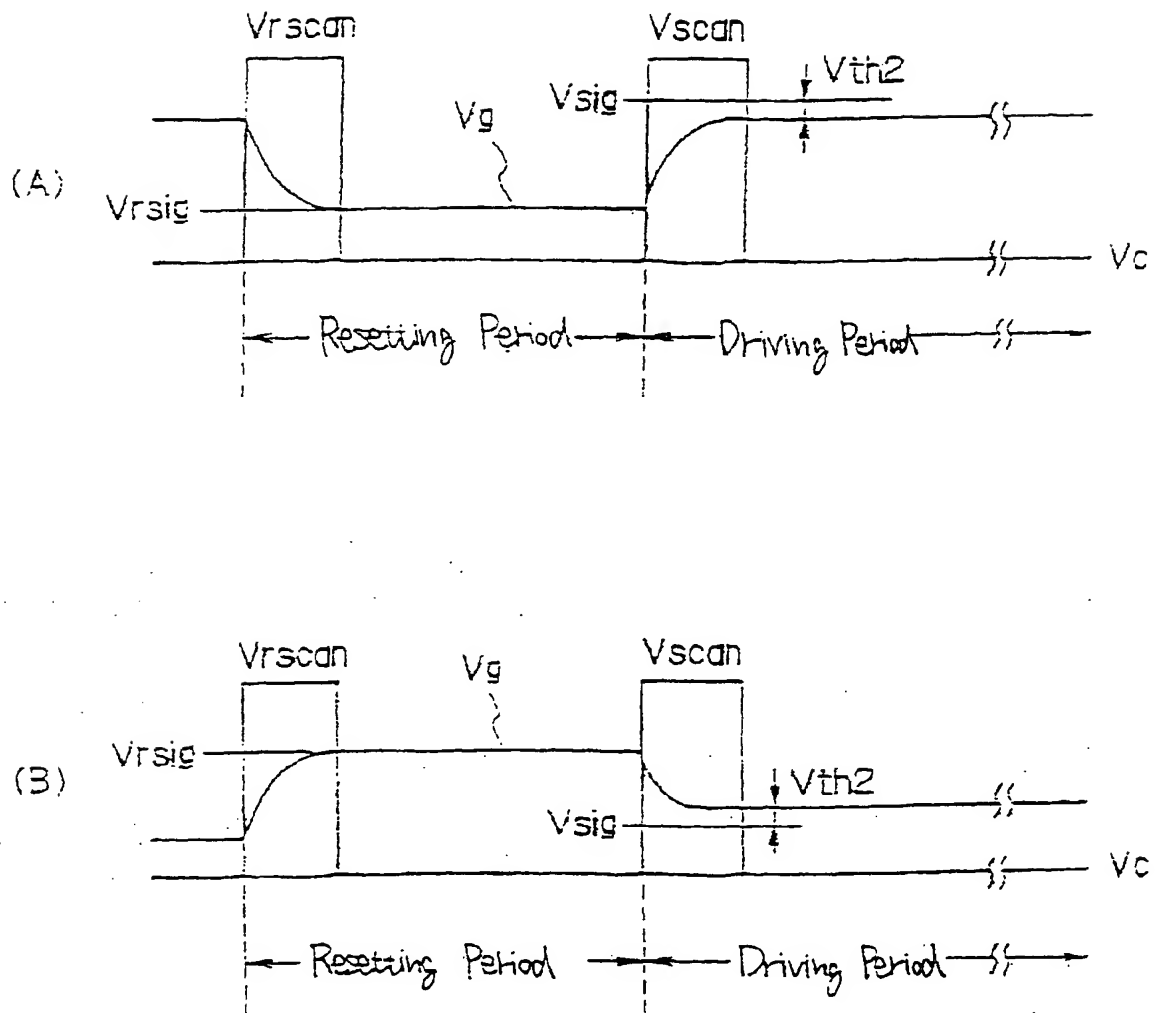 Vrscan
Vscan
Vth2
Vsig
Vg
(A)
Vrsig
Vc
Resetting Period
Driving Period
Vrscan
Vg
Vscan
Vrsig
(B)
Vth2
Vsig
Vc
Resetting Period
Driving Period